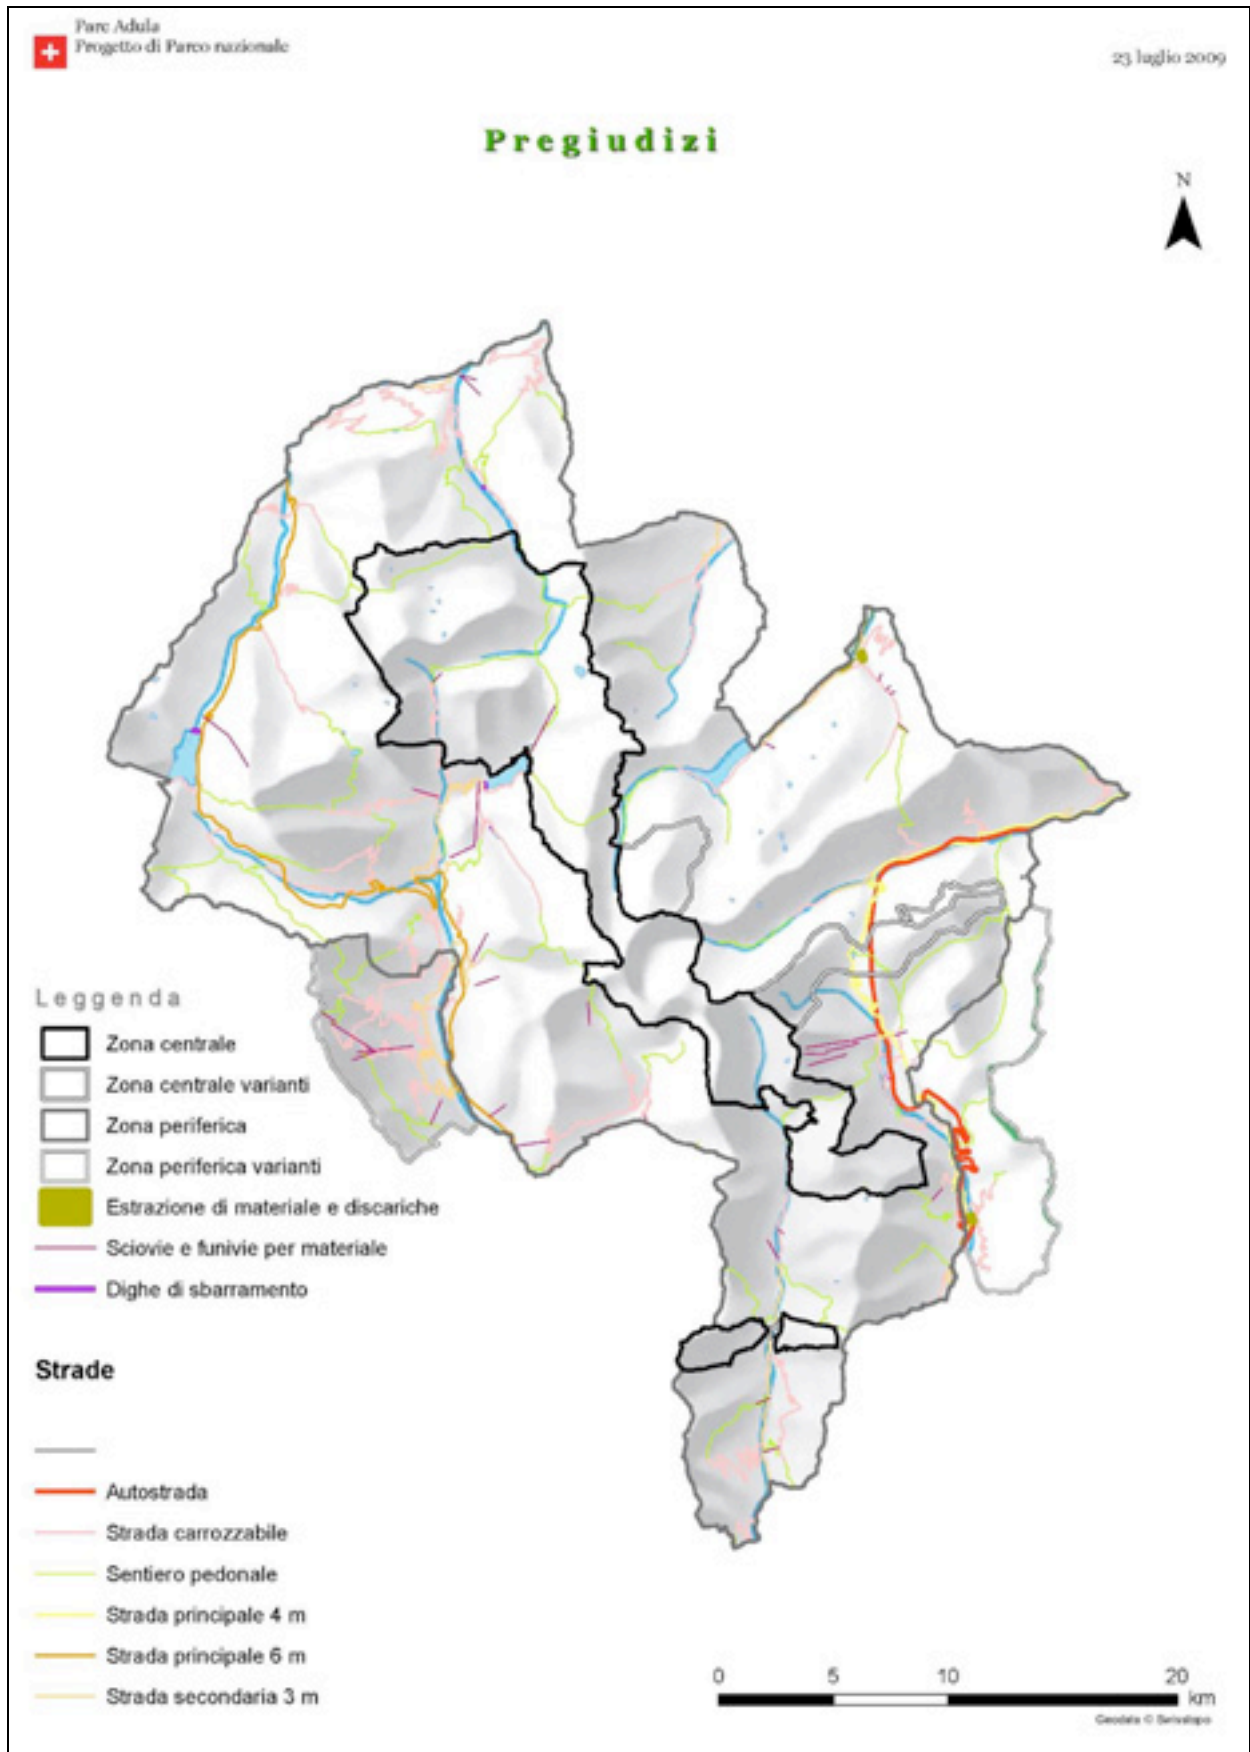 Parc Adula
Progetto di Parco nazionale
23 luglio 2009
Pregiudizi
N
Leggenda
Zona centrale
Zona centrale varianti
Zona periferica
Zona periferica varianti
Estrazione di materiale e discariche
Sciovie e funivie per materiale
Dighe di sbarramento
Strade
Autostrada
Strada carrozzabile
Sentiero pedonale
Strada principale 4 m
Strada principale 6 m
Strada secondaria 3 m
0 5 10 20
km
Geodata © Swisstopo